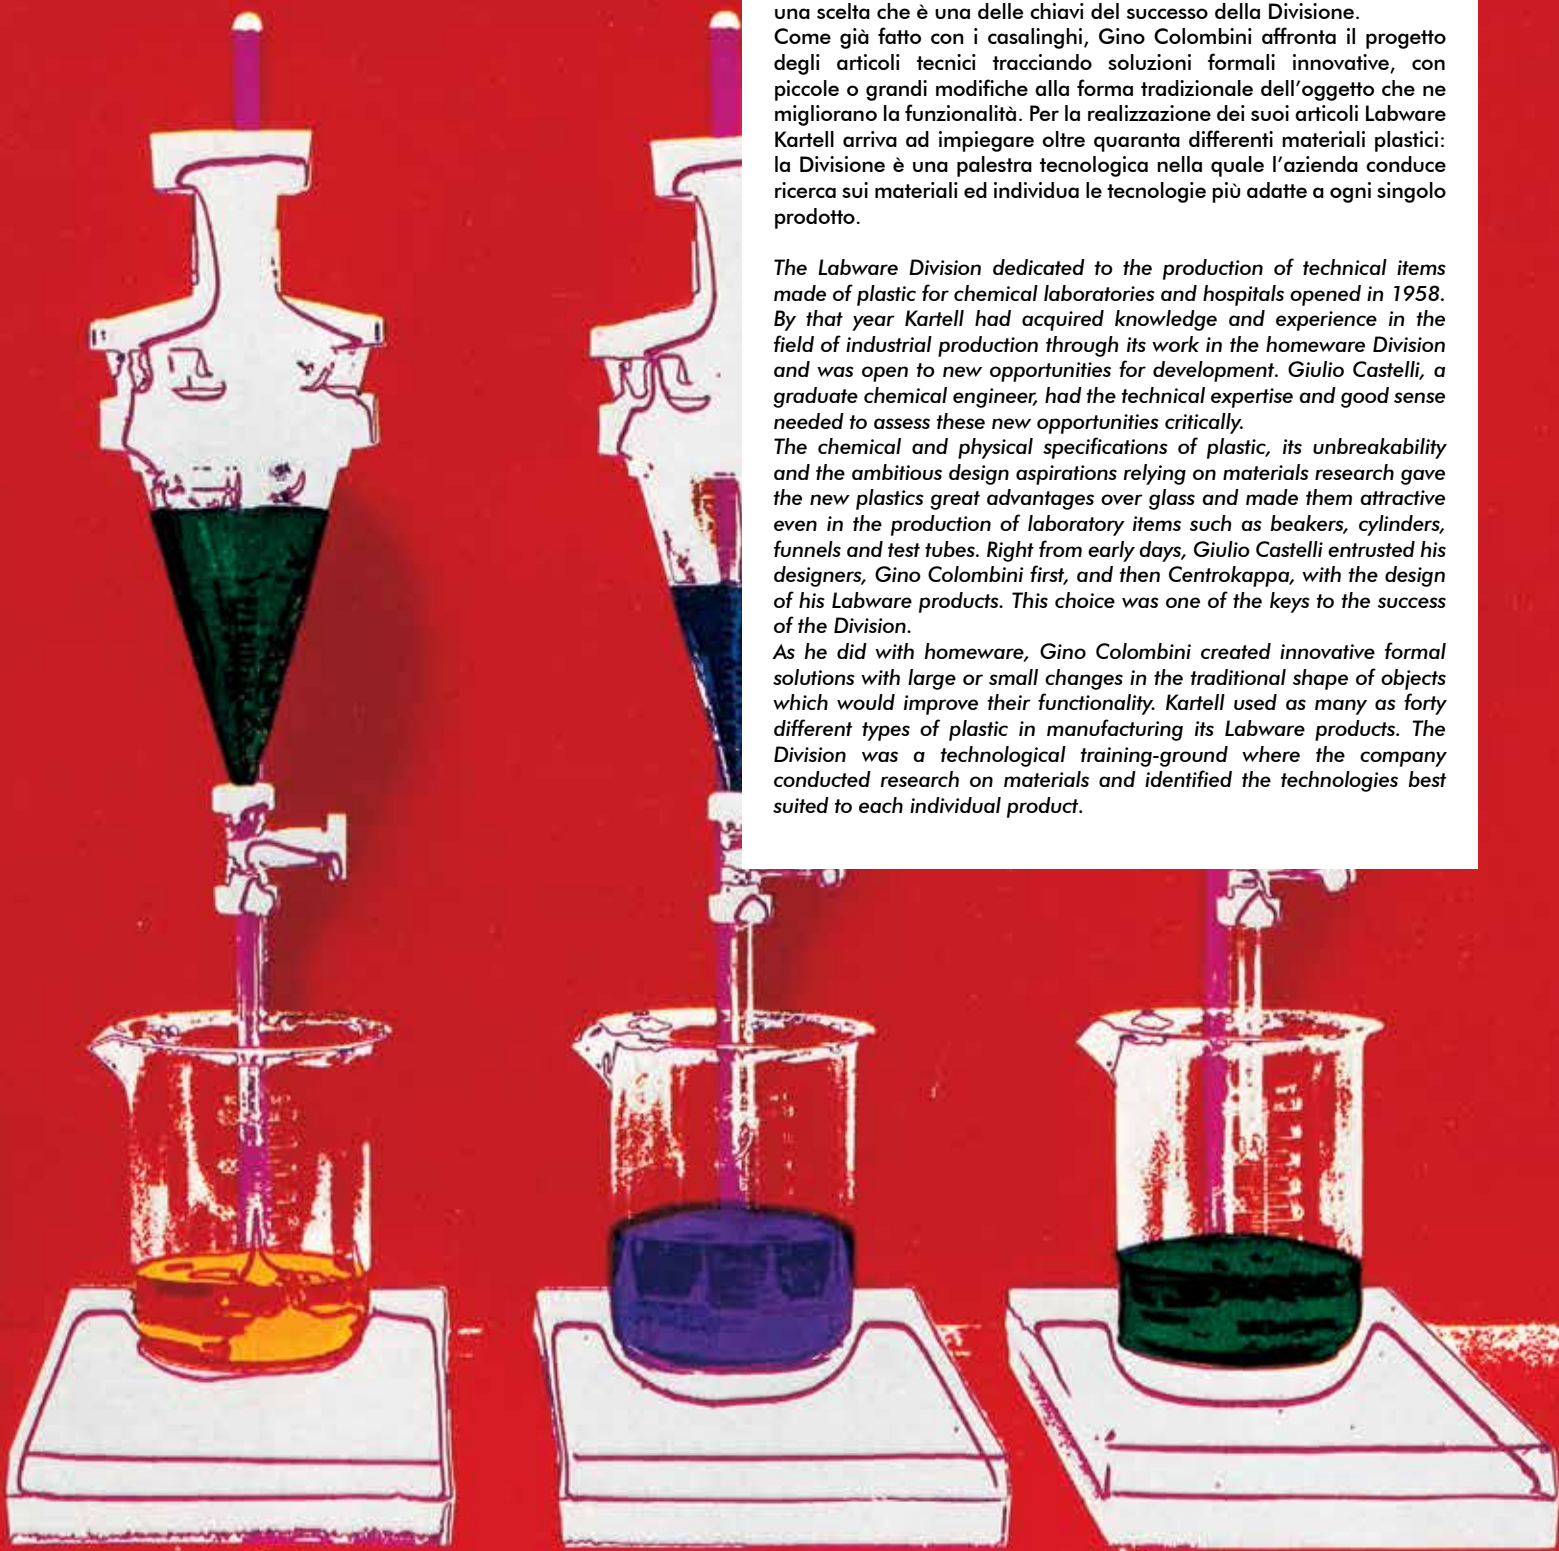 una scelta che è una delle chiavi del successo della Divisione.
Come già fatto con i casalinghi, Gino Colombini affronta il progetto
degli articoli tecnici tracciando soluzioni formali innovative, con
piccole o grandi modifiche alla forma tradizionale dell'oggetto che ne
migliorano la funzionalità. Per la realizzazione dei suoi articoli Labware
Kartell arriva ad impiegare oltre quaranta differenti materiali plastici:
la Divisione è una palestra tecnologica nella quale l'azienda conduce
ricerca sui materiali ed individua le tecnologie più adatte a ogni singolo
prodotto.
The Labware Division dedicated to the production of technical items
made of plastic for chemical laboratories and hospitals opened in 1958.
By that year Kartell had acquired knowledge and experience in the
field of industrial production through its work in the homeware Division
and was open to new opportunities for development. Giulio Castelli, a
graduate chemical engineer, had the technical expertise and good sense
needed to assess these new opportunities critically.
The chemical and physical specifications of plastic, its unbreakability
and the ambitious design aspirations relying on materials research gave
the new plastics great advantages over glass and made them attractive
even in the production of laboratory items such as beakers, cylinders,
funnels and test tubes. Right from early days, Giulio Castelli entrusted his
designers, Gino Colombini first, and then Centrokappa, with the design
of his Labware products. This choice was one of the keys to the success
of the Division.
As he did with homeware, Gino Colombini created innovative formal
solutions with large or small changes in the traditional shape of objects
which would improve their functionality. Kartell used as many as forty
different types of plastic in manufacturing its Labware products. The
Division was a technological training-ground where the company
conducted research on materials and identified the technologies best
suited to each individual product.